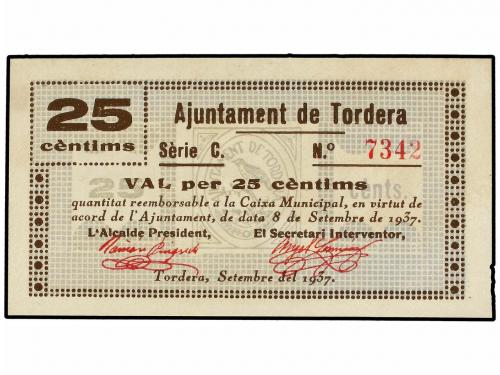 25
cèntims
Ajuntament de Tordera
Sèrie C. N.º 7342
VAL per 25 cèntims
quantitat reemborsable a la Caixa Municipal, en virtut de
acord de l'Ajuntament, de data 8 de Setembre de 1937.
L'Alcalde President, El Secretari Interventor,
Tordera, Setembre del 1937.